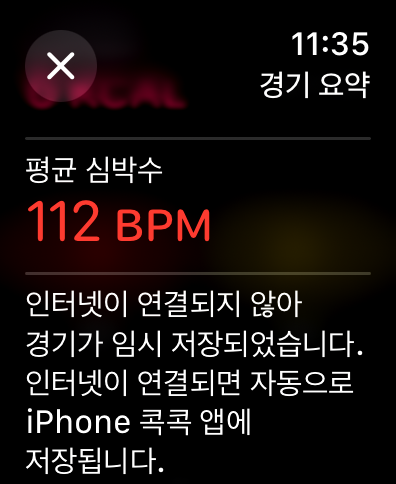 11:35
경기 요약
평균 심박수
112 BPM
인터넷이 연결되지 않아
경기가 임시 저장되었습니다.
인터넷이 연결되면 자동으로
iPhone 콕콕 앱에
저장됩니다.